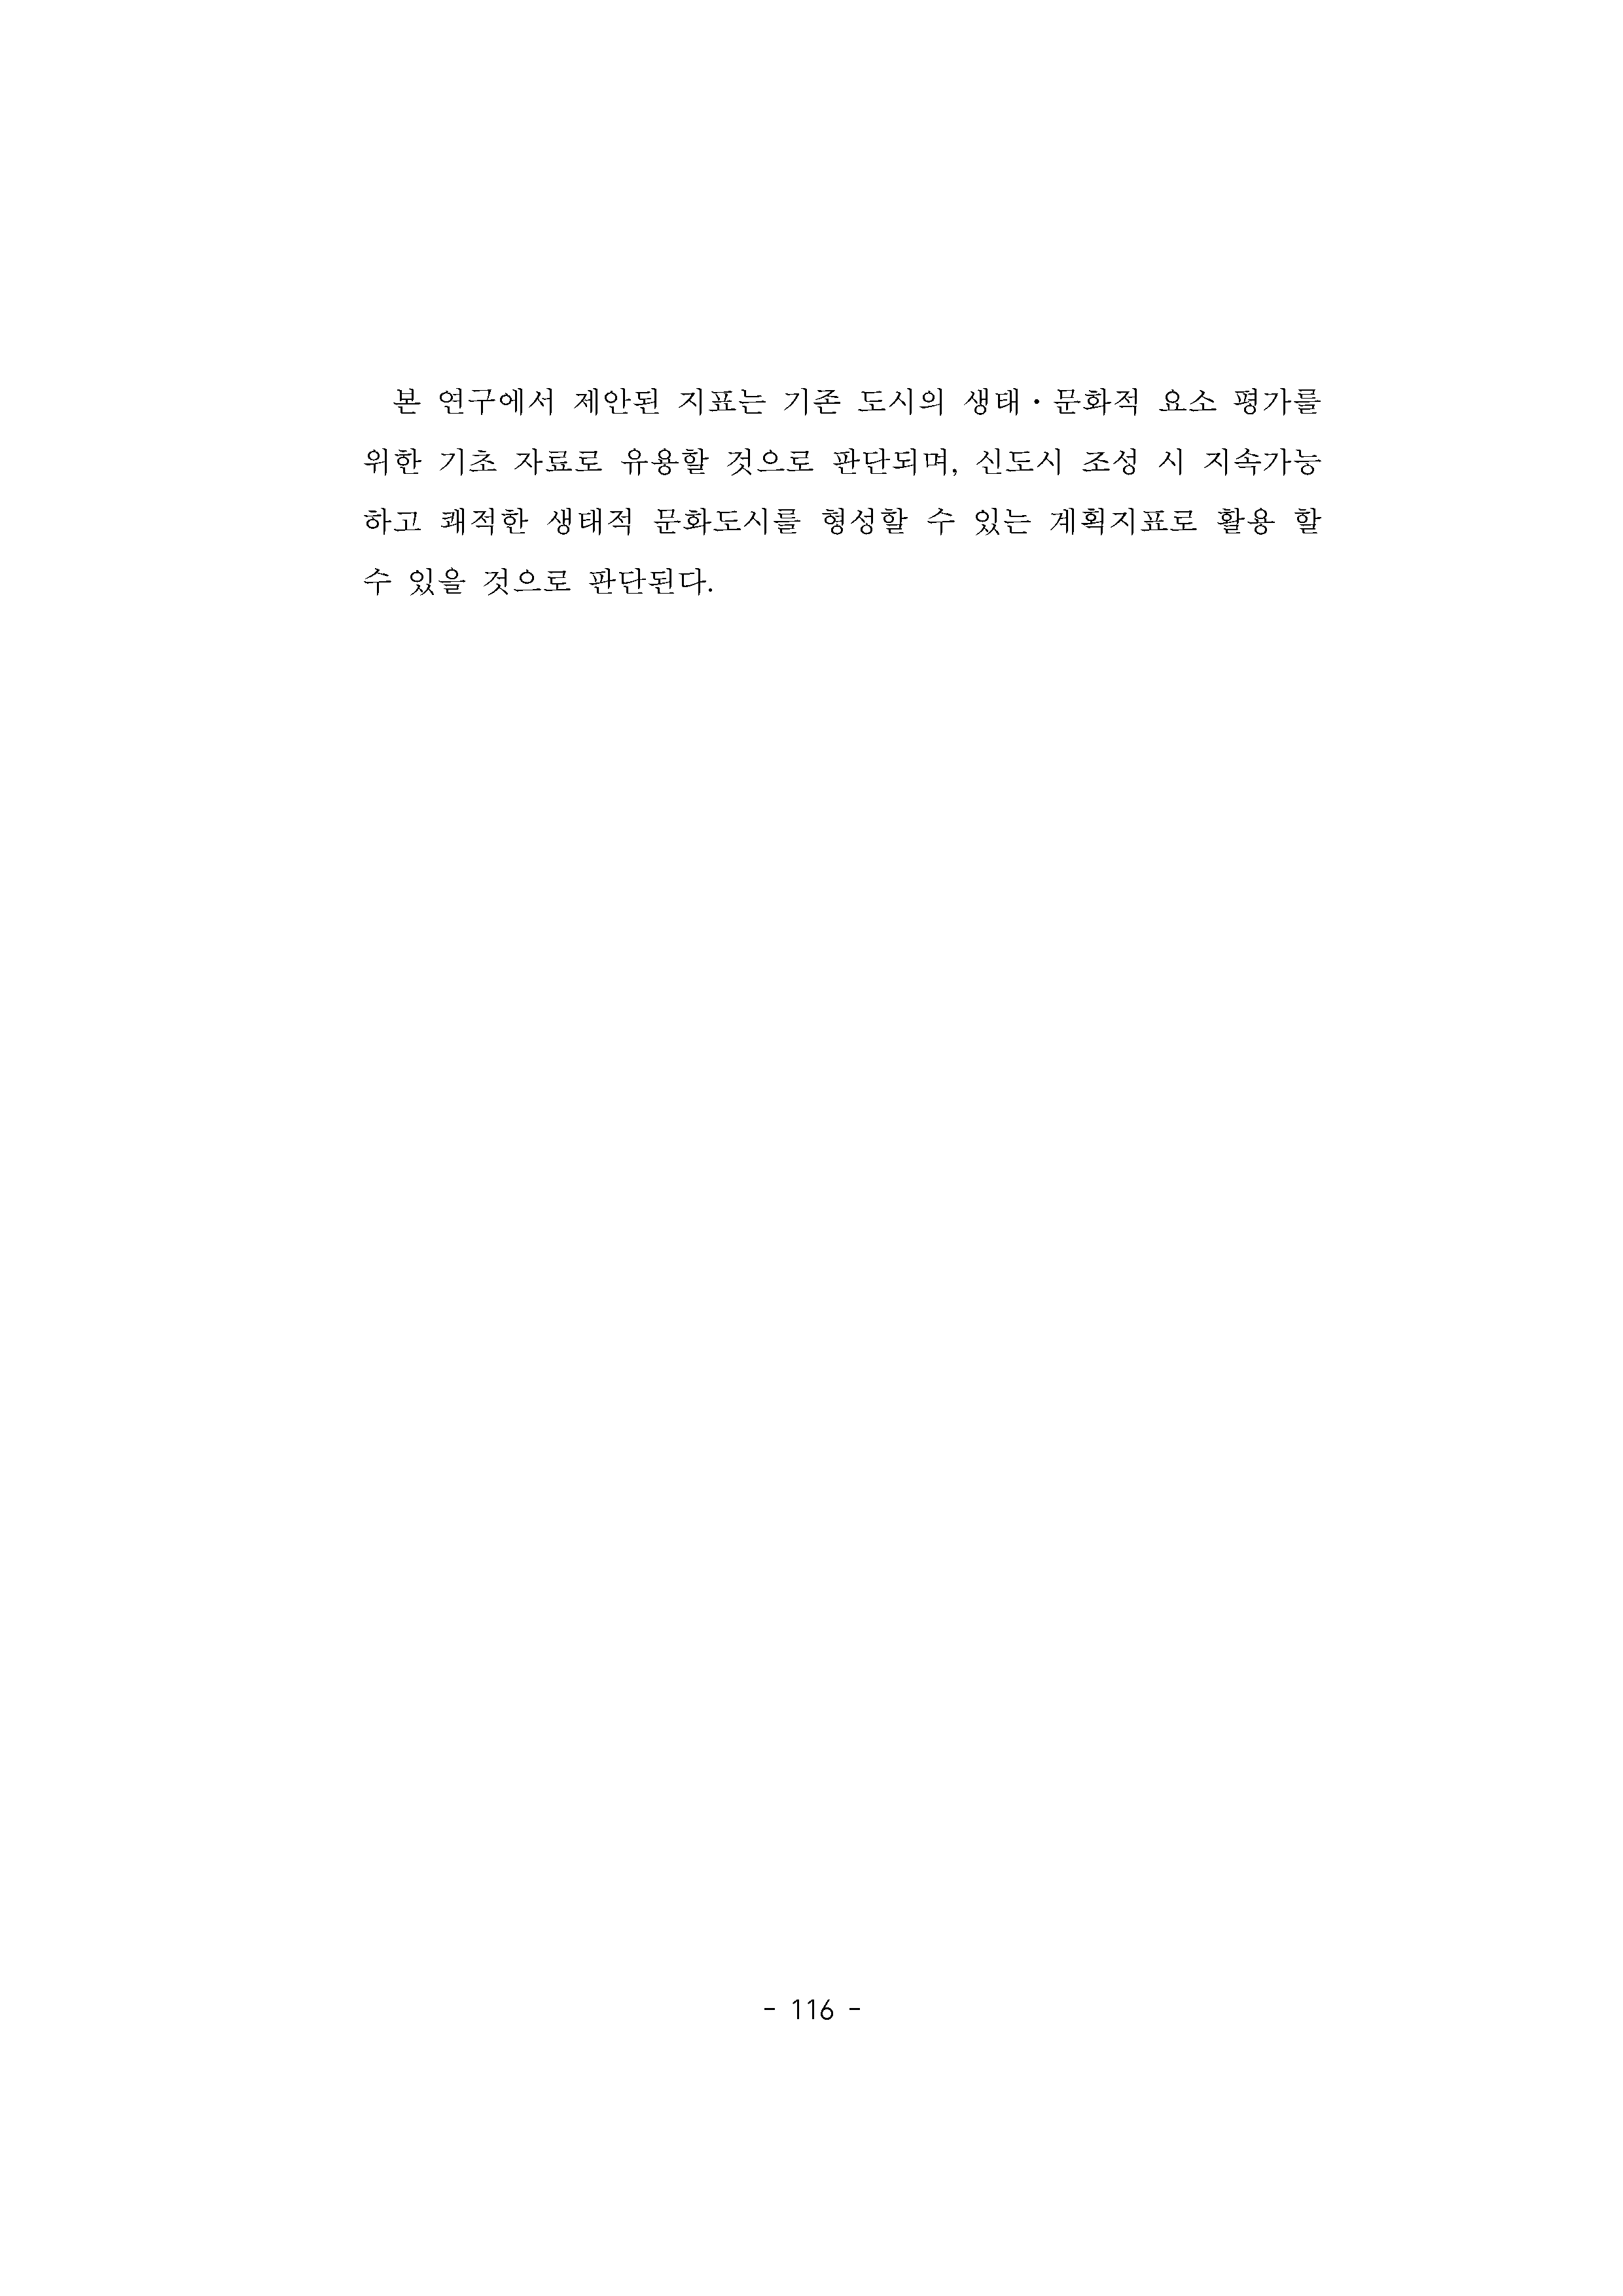 본 연구에서 제안된 지표는 기존 도시의 생태・문화적 요소 평가를
위한 기초 자료로 유용할 것으로 판단되며, 신도시 조성 시 지속가능
하고 쾌적한 생태적 문화도시를 형성할 수 있는 계획지표로 활용 할
수 있을 것으로 판단된다.
- 116 -